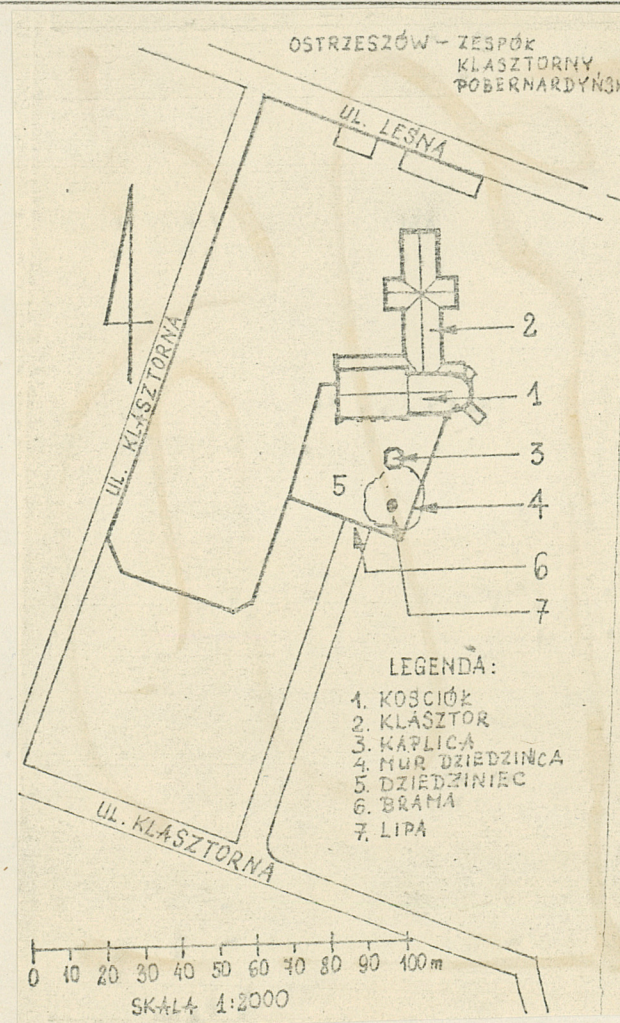 OSTRZESZÓW - ZESPÓŁ
KLASZTORNY
POBERNARDYŃSK
UL. LEŚNA
UL. KLASZTORNA
2
1
3
5
4
6
7
LEGENDA:
1. KOŚCIÓŁ
2. KLASZTOR
3. KAPLICA
4. MUR DZIEDZIŃCA
5. DZIEDZINIEC
6. BRAMA
7. LIPA
UL. KLASZTORNA
0 10 20 30 40 50 60 70 80 90 100m
SKALA 1:2000